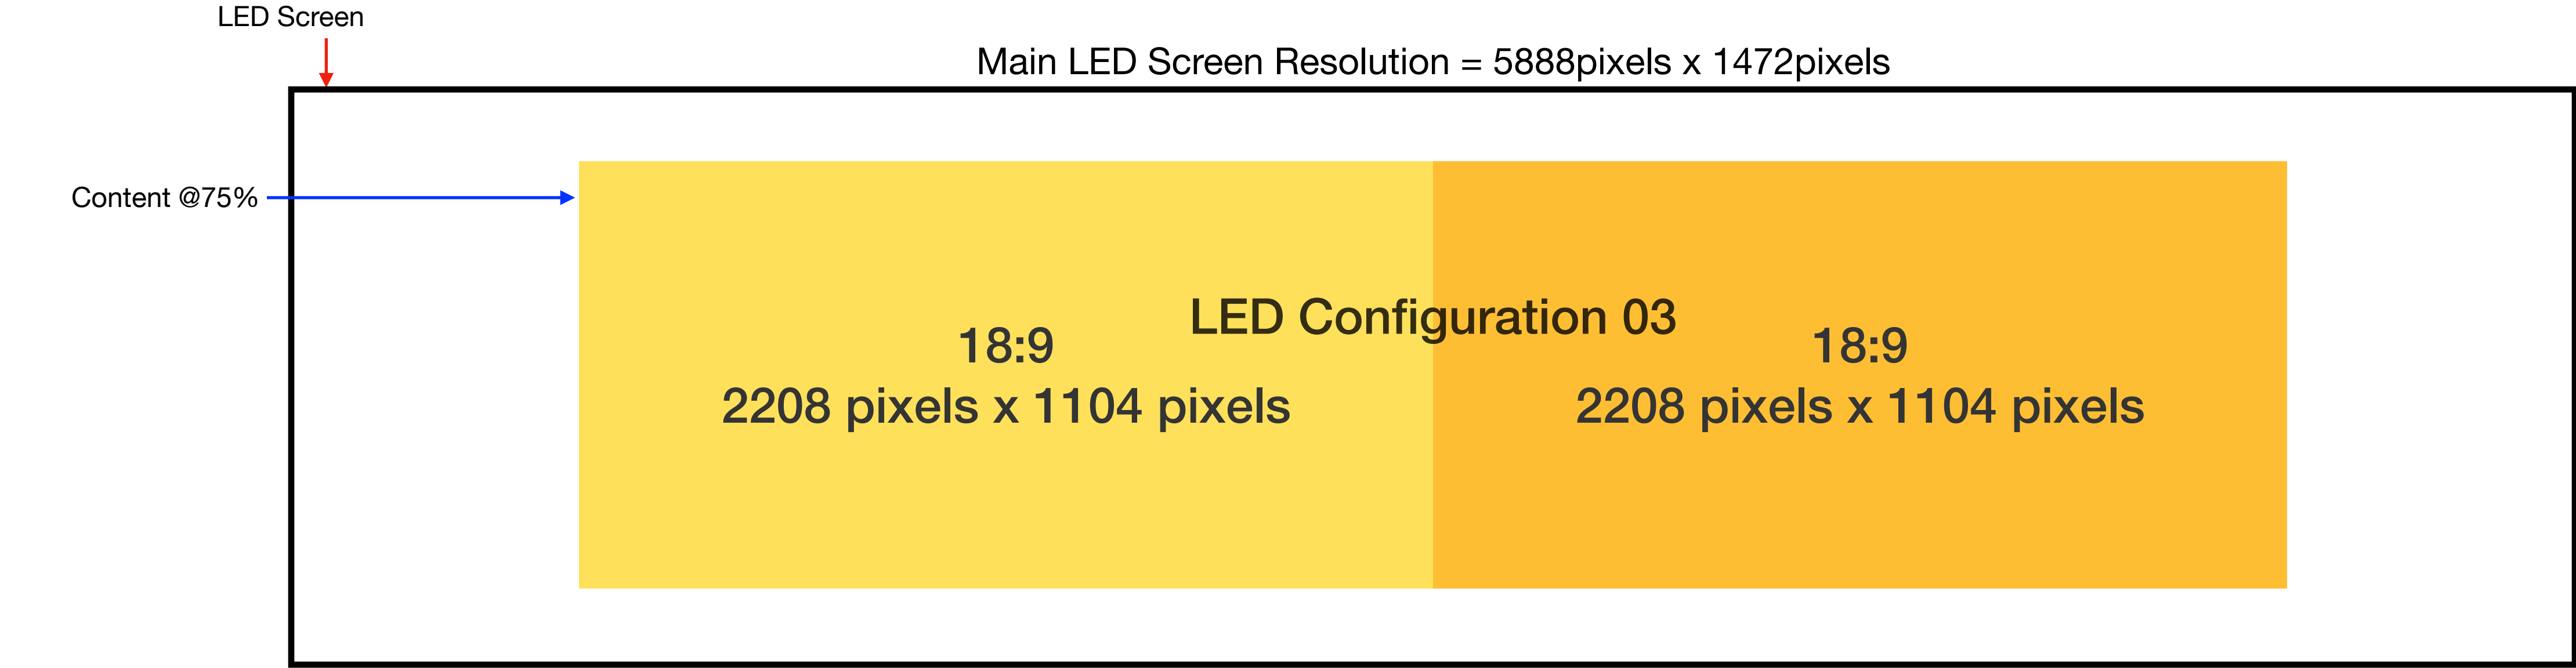 LED Screen
Main LED Screen Resolution = 5888pixels x 1472pixels
Content @75%
LED Configuration 03
18:9
2208 pixels x 1104 pixels
18:9
2208 pixels x 1104 pixels